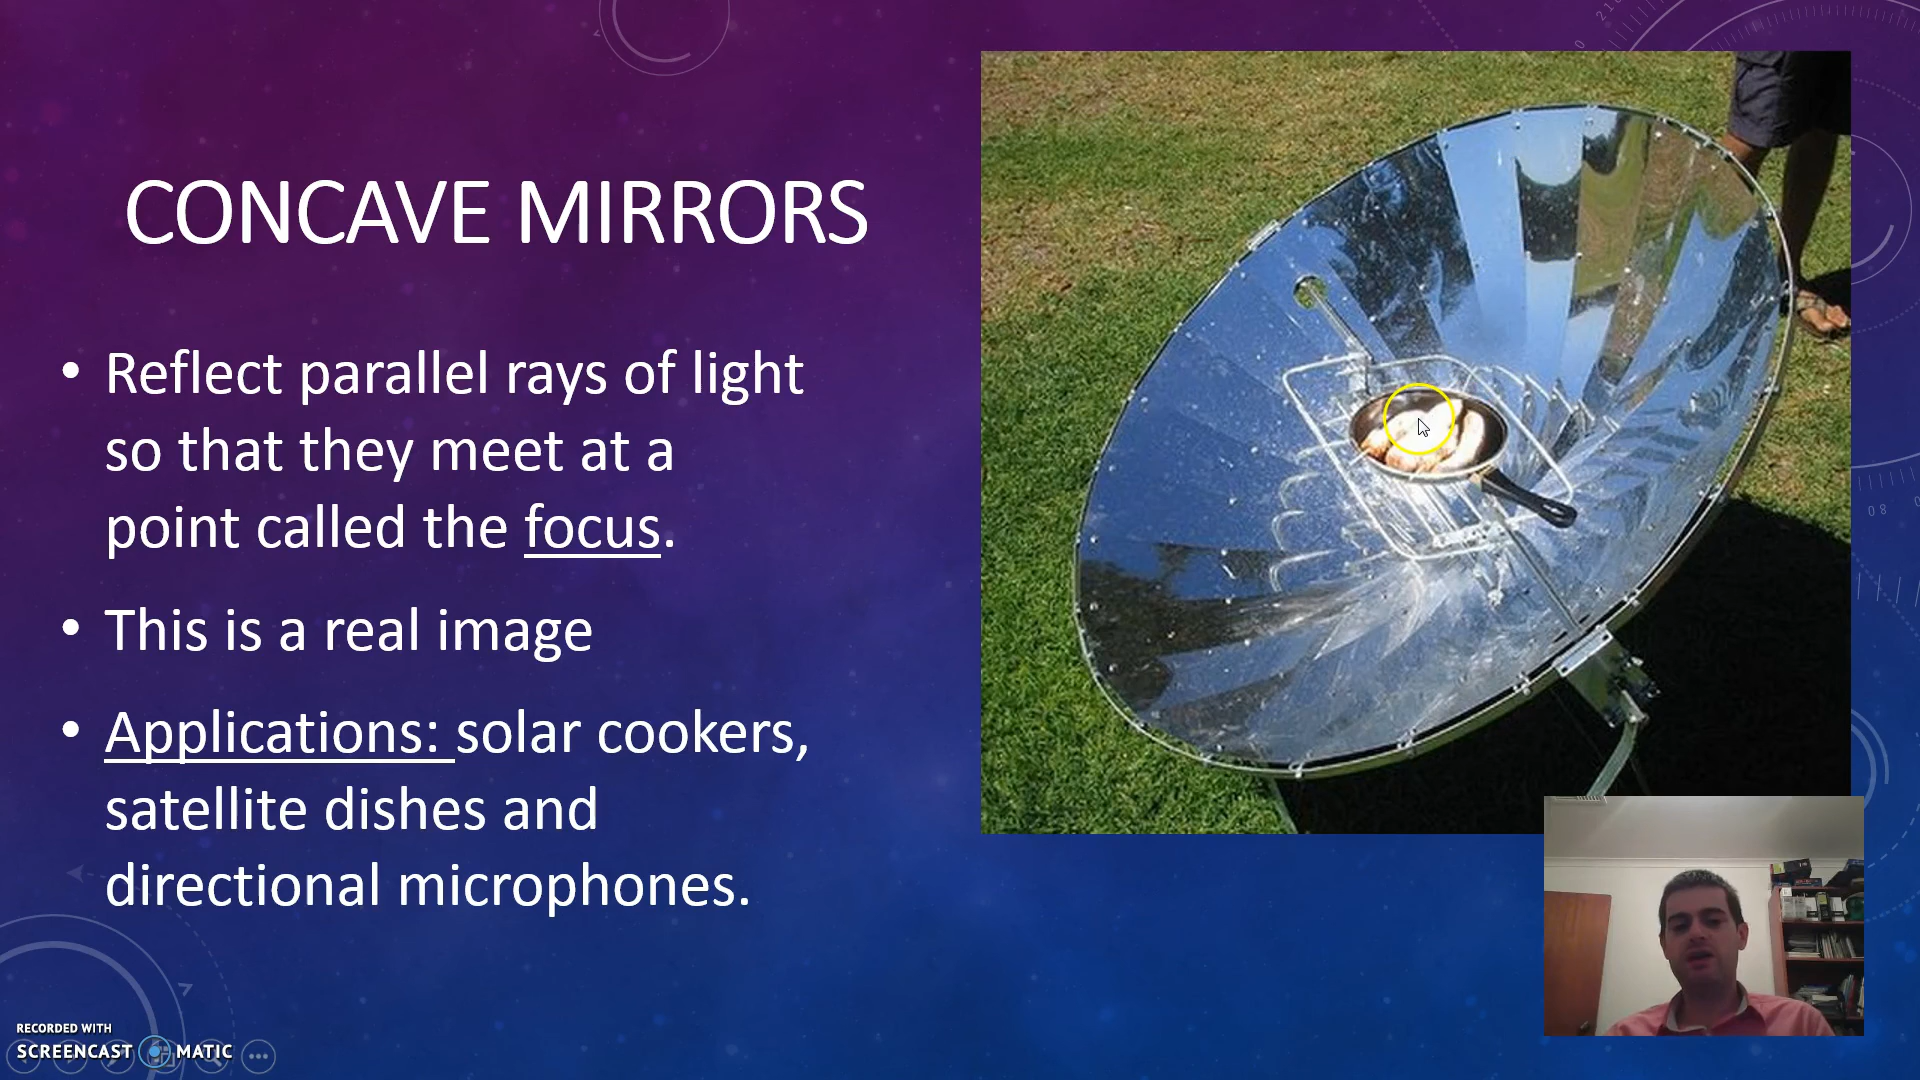 CONCAVE MIRRORS
• Reflect parallel rays of light
so that they meet at a
point called the focus.
• This is a real image
• Applications: solar cookers,
satellite dishes and
directional microphones.
RECORDED WITH
SCREENCAST MATIC
80